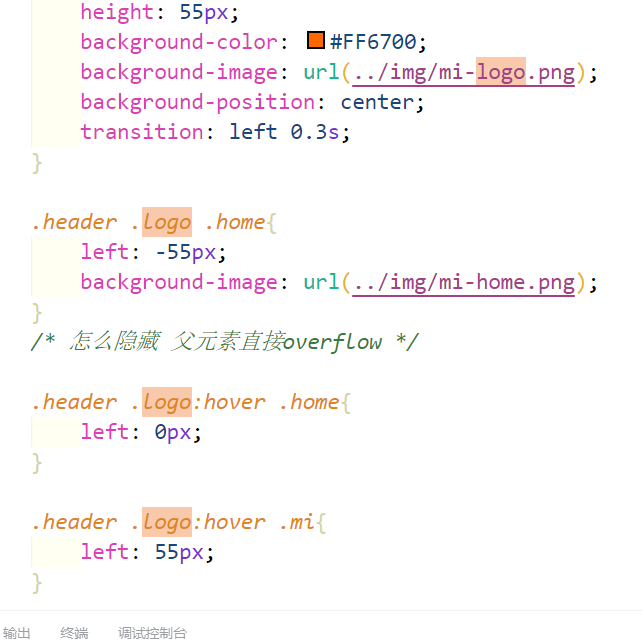 height: 55px;
background-color: #FF6700;
background-image: url(../img/mi-logo.png);
background-position: center;
transition: left 0.3s;
}
.header .logo .home{
left: -55px;
background-image: url(../img/mi-home.png);
}
/* 怎么隐藏 父元素直接overflow */
.header .logo:hover .home{
left: 0px;
}
.header .logo:hover .mi{
left: 55px;
}
输出 终端 调试控制台